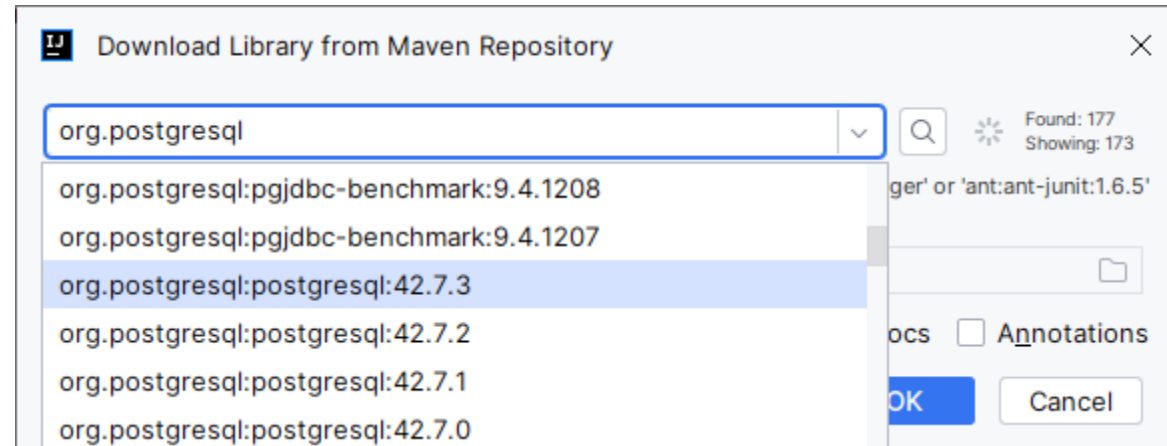 IJ
Download Library from Maven Repository
org.postgresql
Found: 177
Showing: 173
org.postgresql:pgjdbc-benchmark:9.4.1208
ger' or 'ant:ant-junit:1.6.5'
org.postgresql:pgjdbc-benchmark:9.4.1207
org.postgresql:postgresql:42.7.3
org.postgresql:postgresql:42.7.2
ocs
Annotations
org.postgresql:postgresql:42.7.1
OK
Cancel
org.postgresql:postgresql:42.7.0